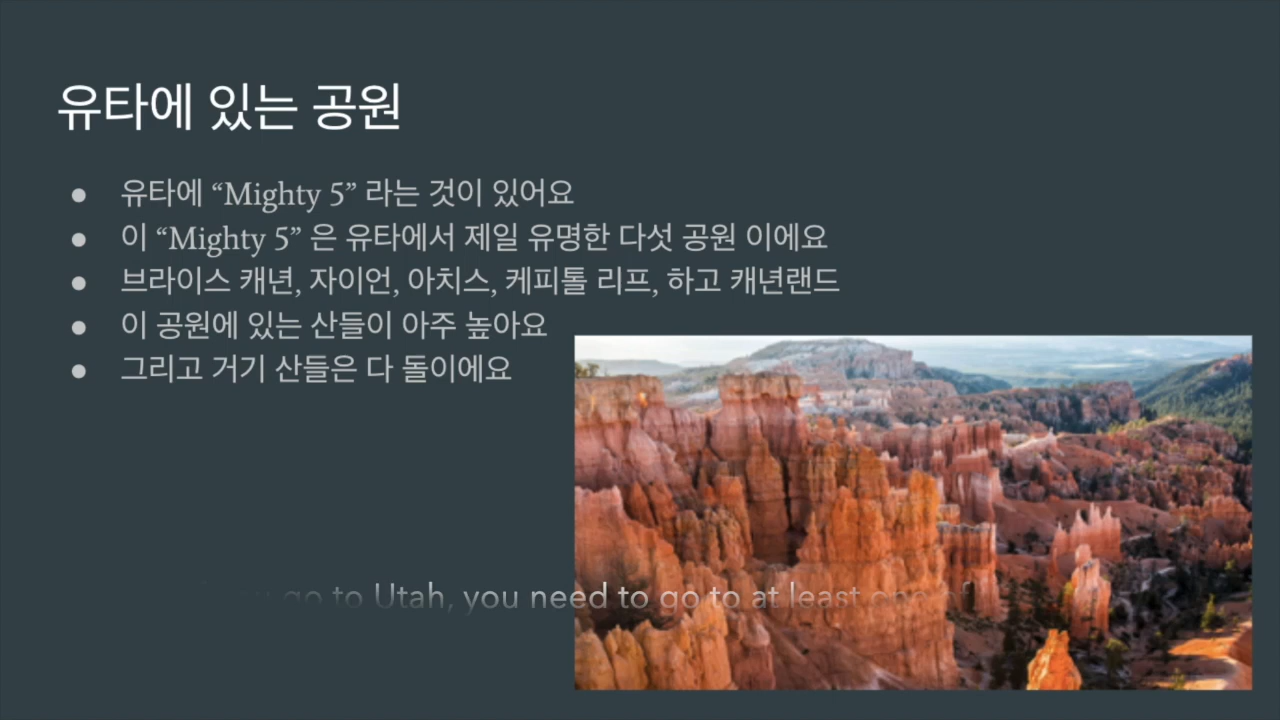 유타에 있는 공원
● 유타에 “Mighty 5” 라는 것이 있어요
● 이 “Mighty 5” 은 유타에서 제일 유명한 다섯 공원 이에요
● 브라이스 캐년, 자이언, 아치스, 케피톨 리프, 하고 캐년랜드
● 이 공원에 있는 산들이 아주 높아요
● 그리고 거기 산들은 다 돌이에요
go to Utah, you need to go to at least one of